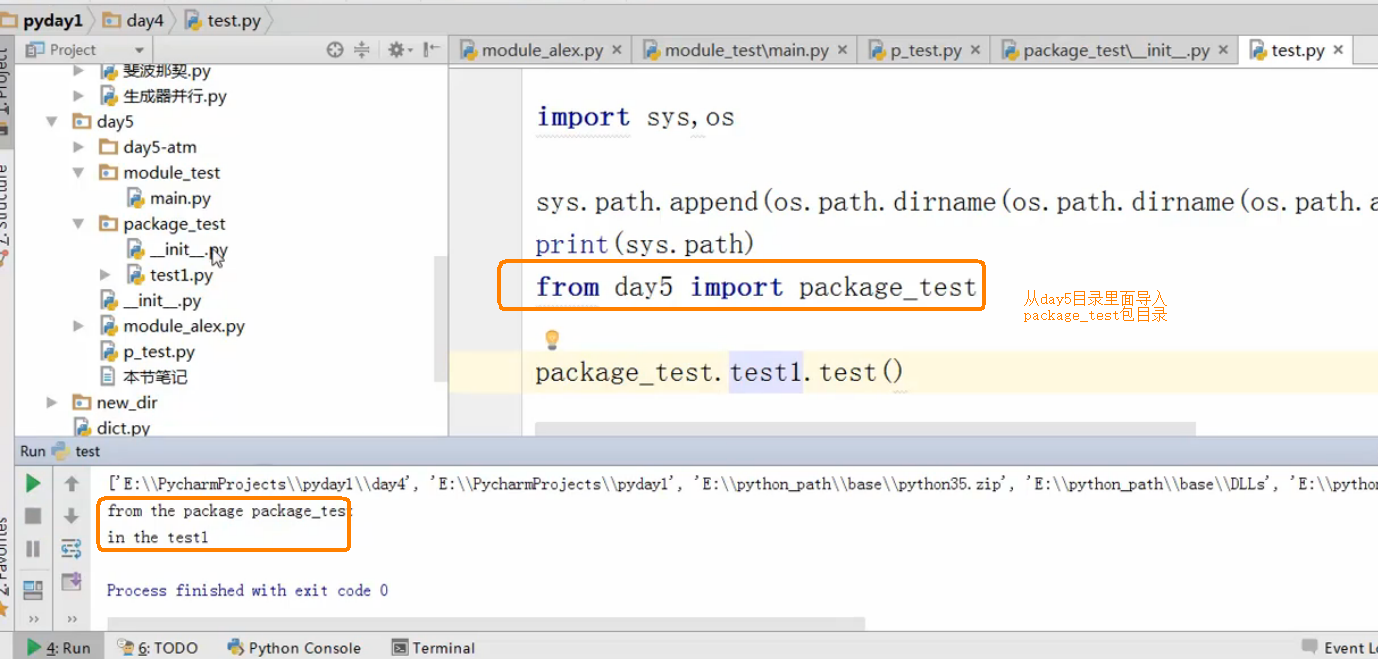 pyday1 day4 test.py
Project
module_alex.py module_test\main.py p_test.py package_test\__init__.py test.py
1: Project
斐波那契.py
生成器并行.py
day5
day5-atm
module_test
main.py
package_test
__init__.py
test1.py
__init__.py
module_alex.py
p_test.py
本节笔记
new_dir
dict.py
Z: Structure
import sys,os
sys.path.append(os.path.dirname(os.path.dirname(os.path.a
print(sys.path)
from day5 import package_test
从day5目录里面导入
package_test包目录
package_test.test1.test()
Run test
['E:\\PycharmProjects\\pyday1\\day4', 'E:\\PycharmProjects\\pyday1', 'E:\\python_path\\base\\python35.zip', 'E:\\python_path\\base\\DLLs', 'E:\\python
from the package package_test
in the test1
Process finished with exit code 0
2: Favorites
4: Run 6: TODO Python Console Terminal Event Lo